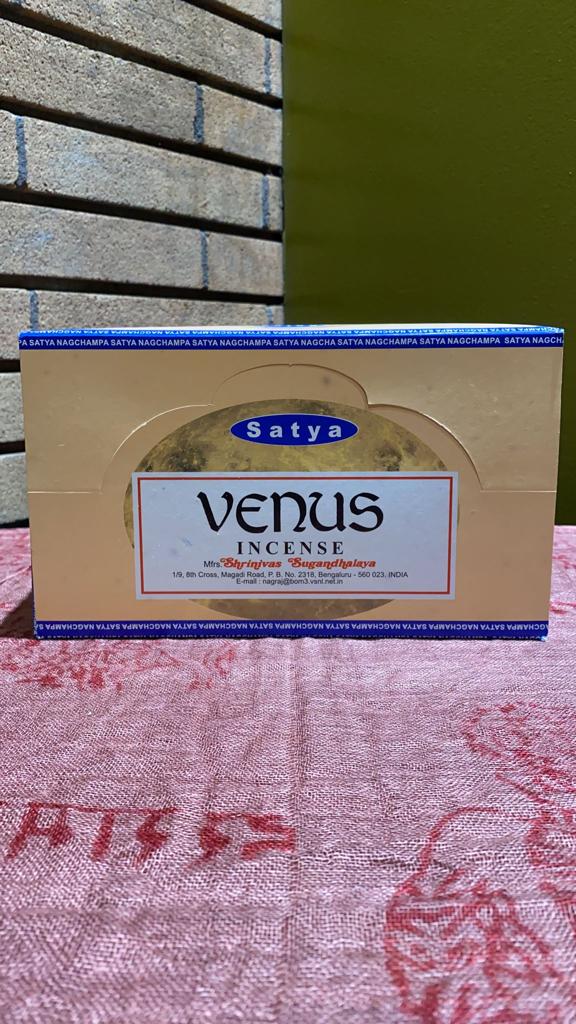 SATYA NAGCHAMPA SATYA NAGCHAMPA SATYA NAGCHA SATYA NAGCHAMPA SATYA NAGCHAMPA SATYA NAGCH
Satya
VENUS
INCENSE
Mfrs. Shrinivas Sugandhalaya
1/9, 8th Cross, Magadi Road, P. B. No. 2318, Bengaluru - 560 023, INDIA
E-mail : nagraj@bom3.vsnl.net.in
NAGCHAMPA SATYA NAGCHAMPA SATYA NAGCHAMPA SATYA NAGCHAMPA SATYA NAGCHAMPA SATYA